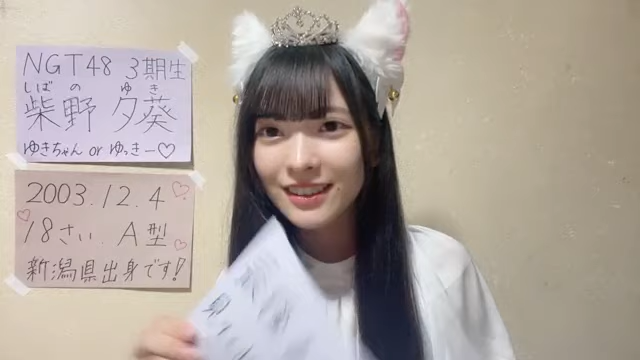 NGT48 3期生
しばの ゆき
柴野 夕葵
ゆきちゃん or ゆっきー♡
2003.12.4
18さい. A型
新潟県出身です!